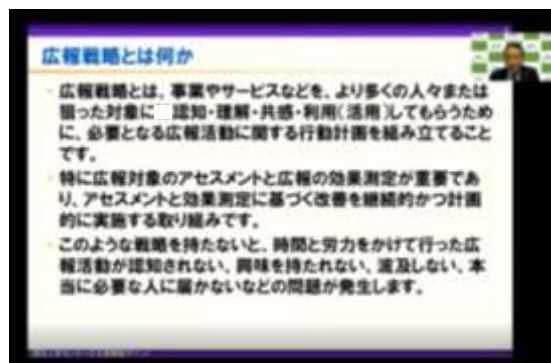 広報戦略とは何か
広報戦略とは、事業やサービスなどを、より多くの人々または
狙った対象に 認知・理解・共感・利用(活用)してもらうため
に、必要となる広報活動に関する行動計画を組み立てること
です。
特に広報対象のアセスメントと広報の効果測定が重要であ
り、アセスメントと効果測定に基づく改善を継続的かつ計画
的に実施する取り組みです。
このような戦略を持たないと、時間と労力をかけて行った広
報活動が認知されない、興味を持たれない、波及しない、本
当に必要な人に届かないなどの問題が発生します。